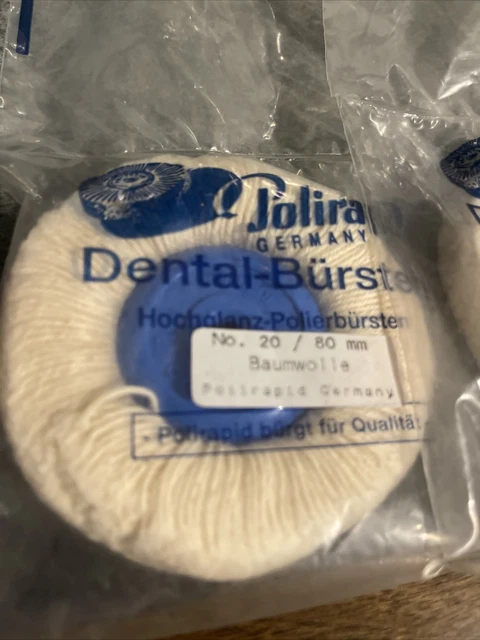 Polirapid
GERMANY
Dental-Bürsten
Hochglanz-Polierbürsten
No. 20 / 80 mm
Baumwolle
Polirapid Germany
- Polirapid bürgt für Qualität